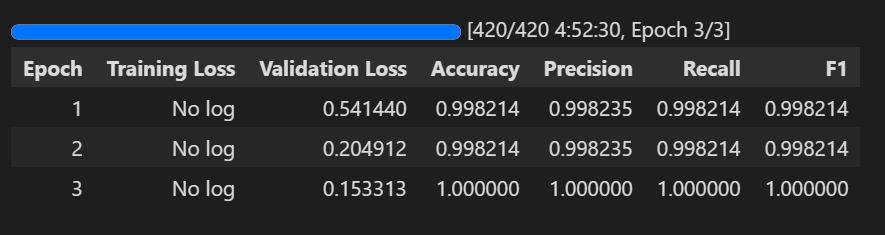 [420/420 4:52:30, Epoch 3/3]
Epoch Training Loss Validation Loss Accuracy Precision Recall F1
1 No log 0.541440 0.998214 0.998235 0.998214 0.998214
2 No log 0.204912 0.998214 0.998235 0.998214 0.998214
3 No log 0.153313 1.000000 1.000000 1.000000 1.000000